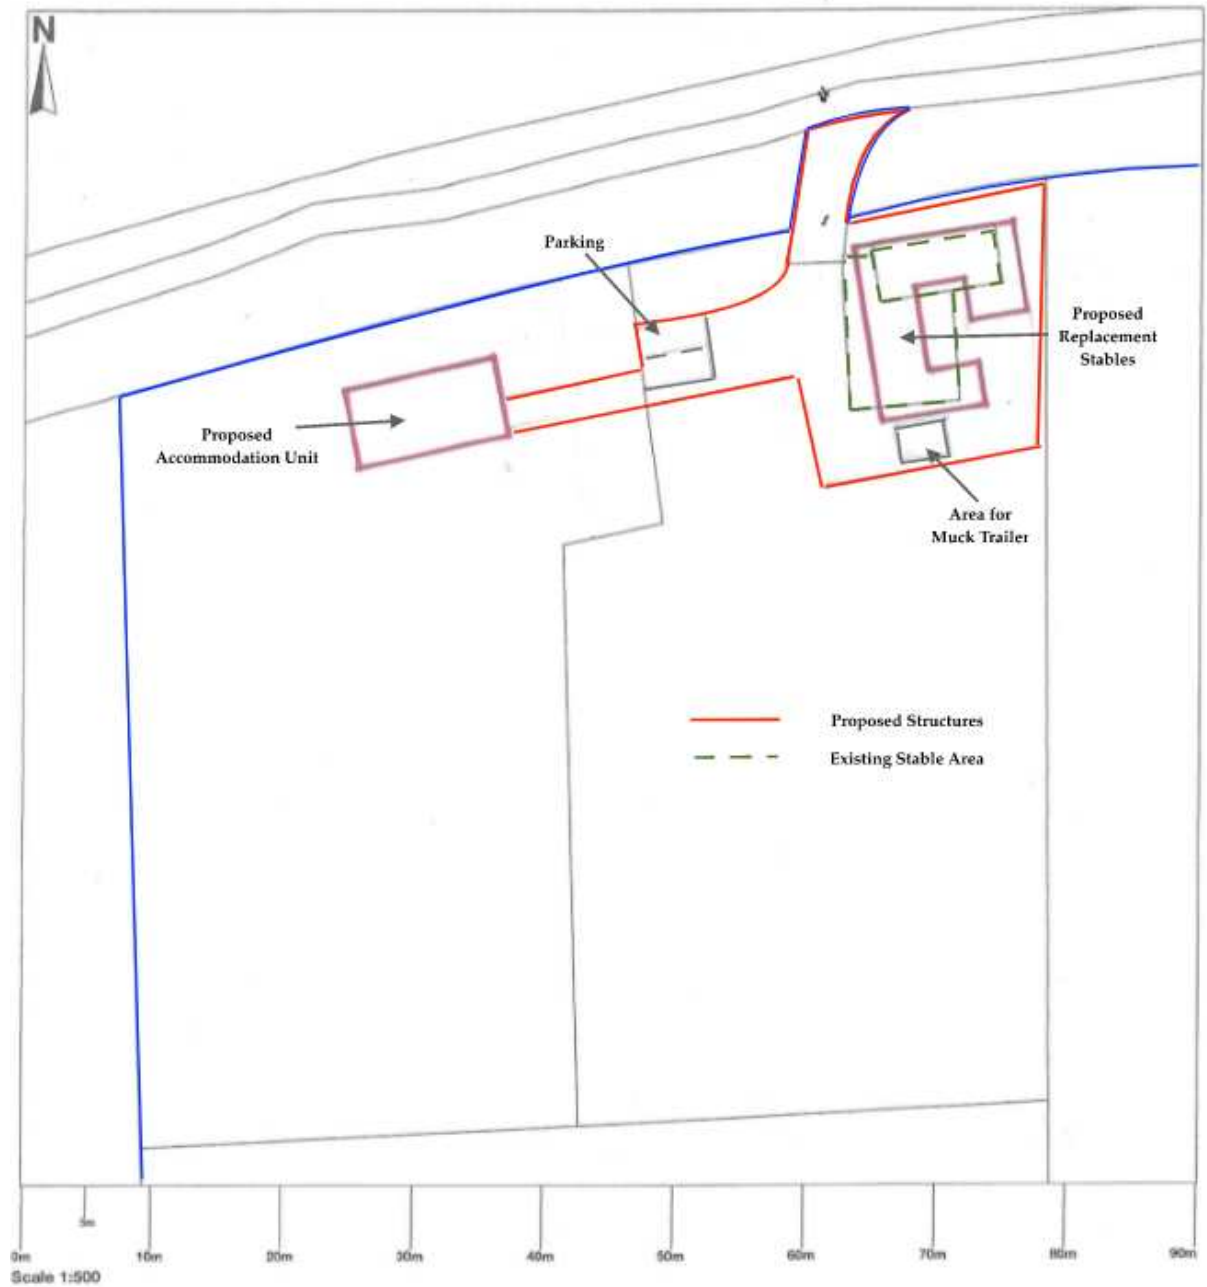 N
Parking
Proposed
Replacement
Stables
Proposed
Accommodation Unit
Area for
Muck Trailer
Proposed Structures
Existing Stable Area
5m
0m 10m 20m 30m 40m 50m 60m 70m 80m 90m
Scale 1:500